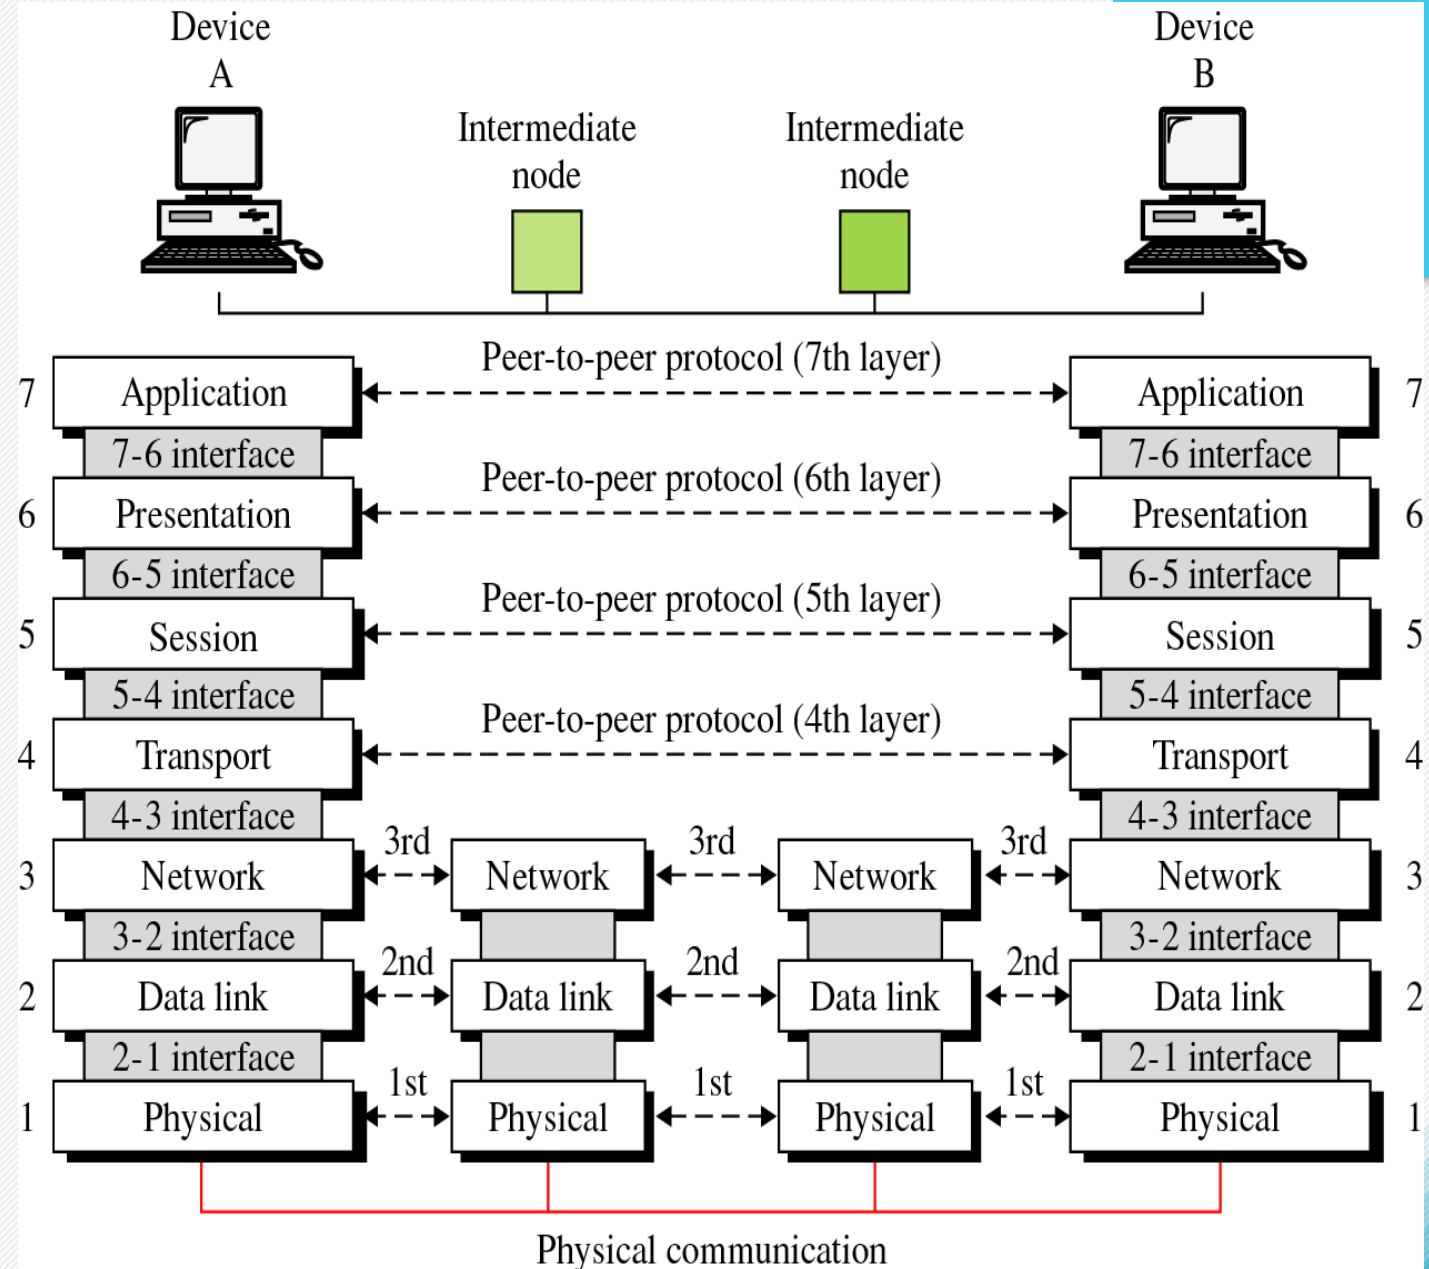 Device
A
Device
B
Intermediate
node
Intermediate
node
Peer-to-peer protocol (7th layer)
7 Application Application 7
7-6 interface 7-6 interface
Peer-to-peer protocol (6th layer)
6 Presentation Presentation 6
6-5 interface 6-5 interface
Peer-to-peer protocol (5th layer)
5 Session Session 5
5-4 interface 5-4 interface
Peer-to-peer protocol (4th layer)
4 Transport Transport 4
4-3 interface 4-3 interface
3rd 3rd 3rd
3 Network Network Network Network 3
3-2 interface 3-2 interface
2nd 2nd 2nd
2 Data link Data link Data link Data link 2
2-1 interface 2-1 interface
1st 1st 1st
1 Physical Physical Physical Physical 1
Physical communication